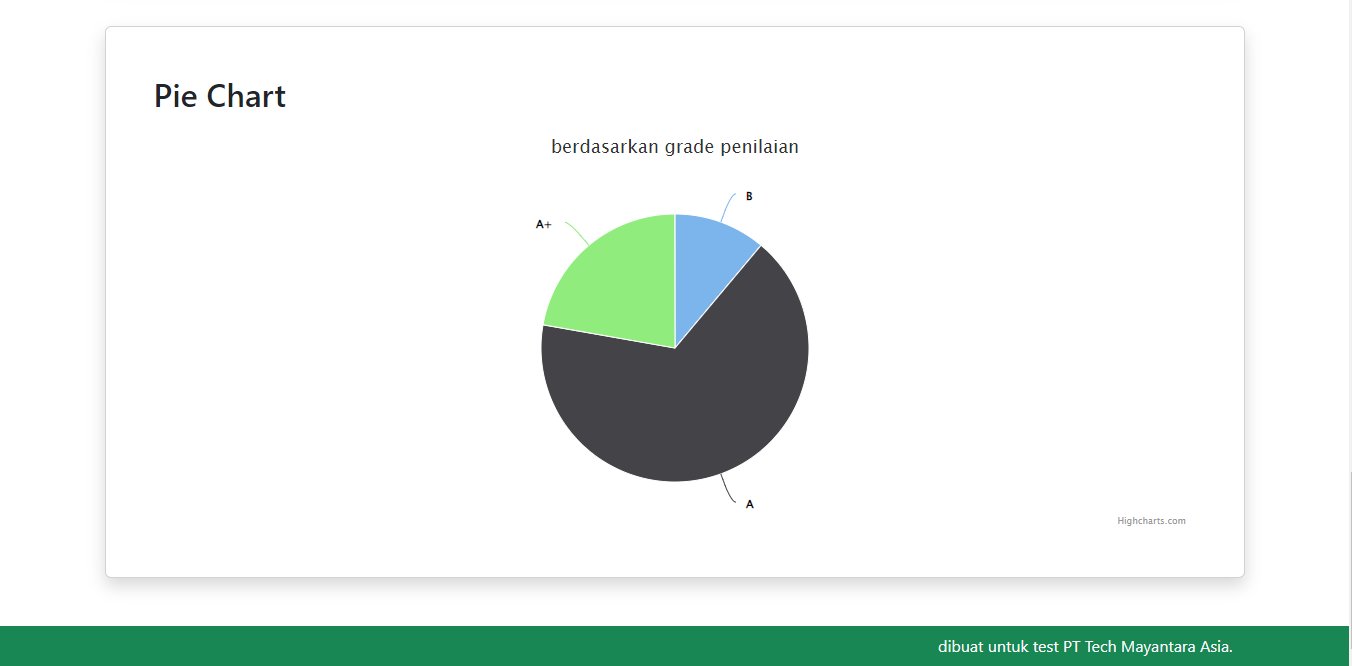 Pie Chart
berdasarkan grade penilaian
B
A+
A
Highcharts.com
dibuat untuk test PT Tech Mayantara Asia.